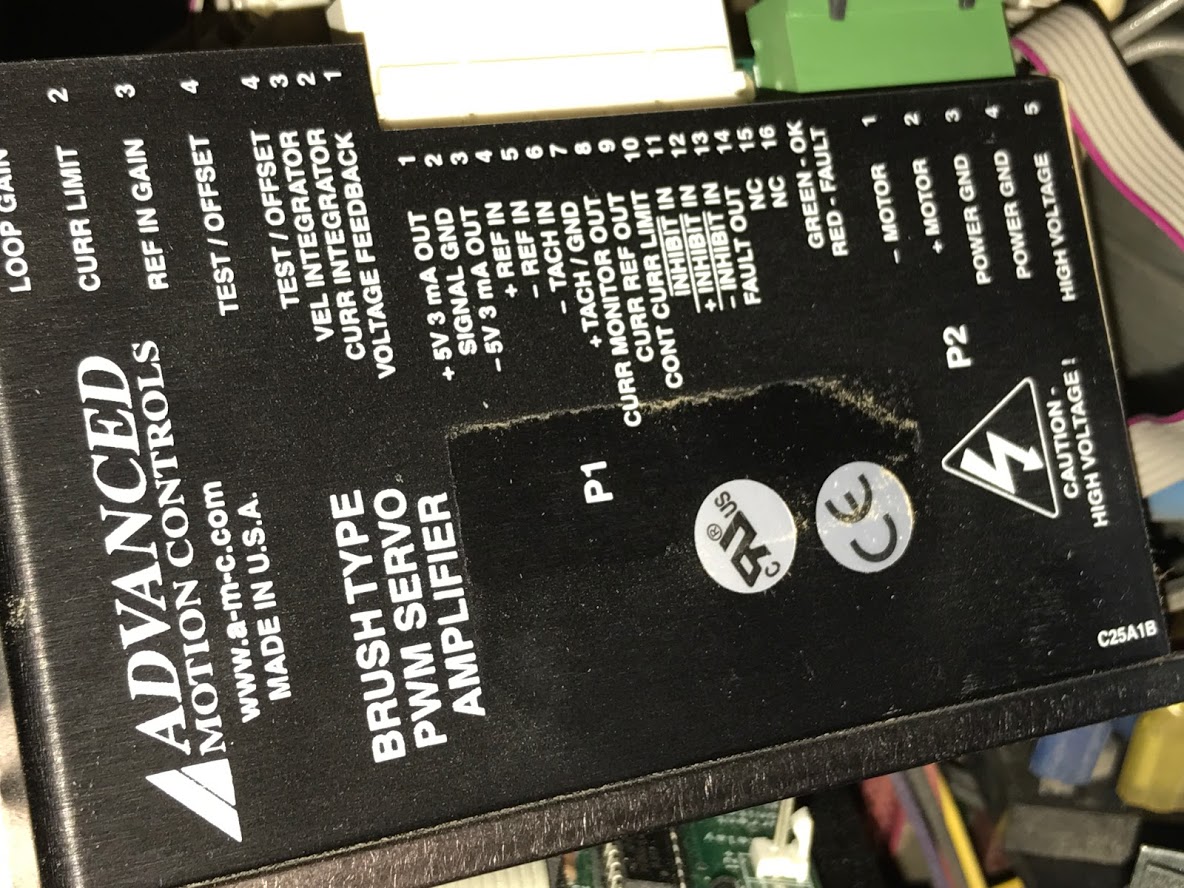 LOOP GAIN
CURR LIMIT 2
REF IN GAIN 3
TEST / OFFSET 4
TEST / OFFSET 4
VEL INTEGRATOR 3
CURR INTEGRATOR 2
VOLTAGE FEEDBACK 1
ADVANCED
MOTION CONTROLS
www.a-m-c.com
MADE IN U.S.A.
BRUSH TYPE
PWM SERVO
AMPLIFIER
P1
+ 5V 3 mA OUT 1
SIGNAL GND 2
– 5V 3 mA OUT 3
+ REF IN 4
– REF IN 5
– TACH IN 6
+ TACH / GND 7
CURR MONITOR OUT 8
CURR REF OUT 9
CONT CURR LIMIT 10
INHIBIT IN 11
+ INHIBIT IN 12
– INHIBIT IN 13
FAULT OUT 14
NC 15
NC 16
GREEN - OK
RED - FAULT
c RU ® US
CE
P2
– MOTOR 1
+ MOTOR 2
POWER GND 3
POWER GND 4
HIGH VOLTAGE 5
CAUTION -
HIGH VOLTAGE !
C25A1B